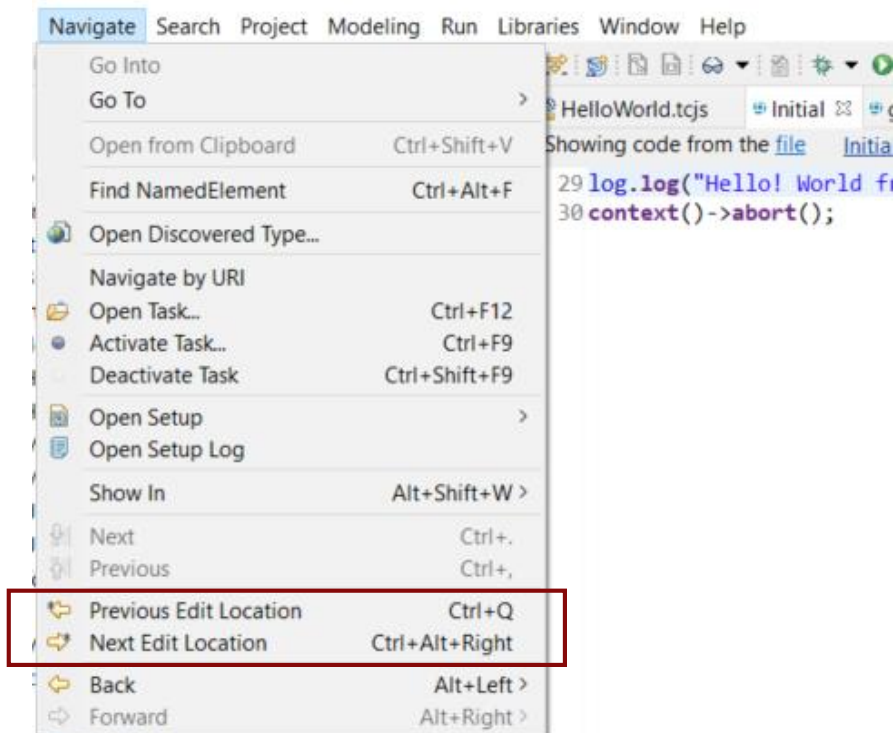 Navigate Search Project Modeling Run Libraries Window Help
Go Into
Go To >
HelloWorld.tcjs Initial
Open from Clipboard Ctrl+Shift+V
Showing code from the file Initia
Find NamedElement Ctrl+Alt+F
29 log.log("Hello! World fr
30 context()->abort();
Open Discovered Type...
Navigate by URI
Open Task... Ctrl+F12
Activate Task... Ctrl+F9
Deactivate Task Ctrl+Shift+F9
Open Setup >
Open Setup Log
Show In Alt+Shift+W >
Next Ctrl+.
Previous Ctrl+,
Previous Edit Location Ctrl+Q
Next Edit Location Ctrl+Alt+Right
Back Alt+Left >
Forward Alt+Right >